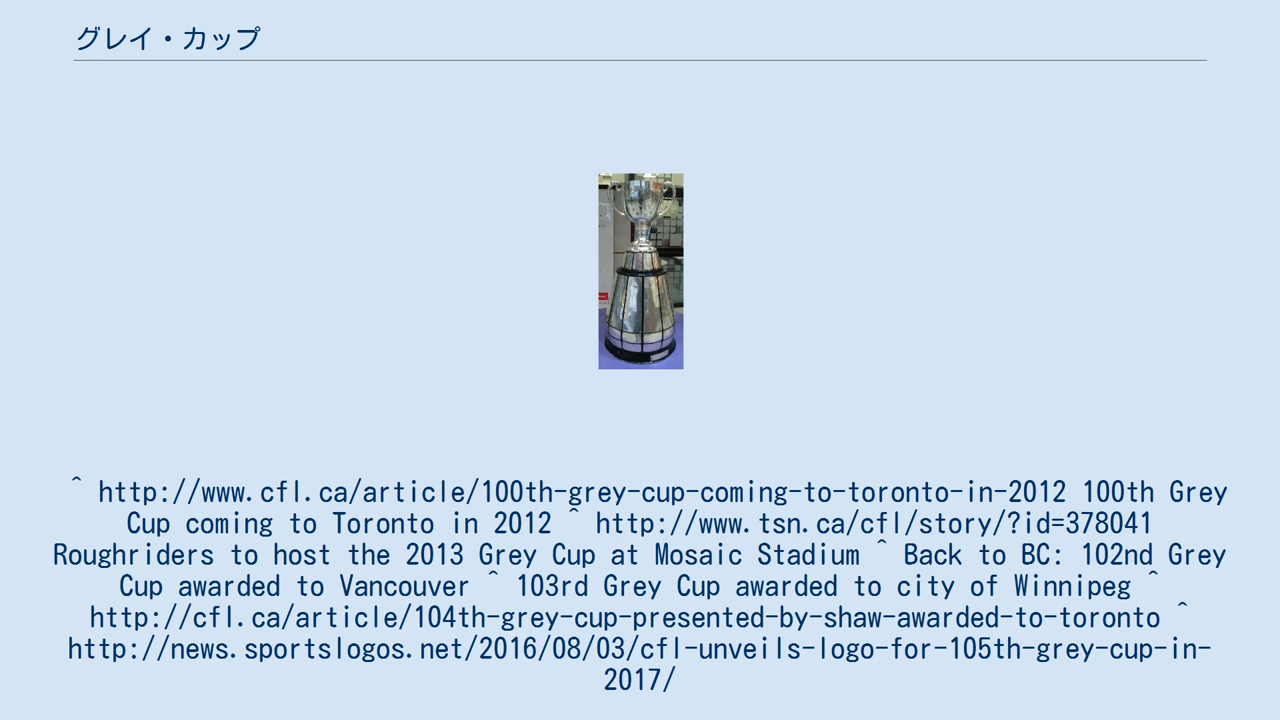 グレイ・カップ
^ http://www.cfl.ca/article/100th-grey-cup-coming-to-toronto-in-2012 100th Grey
Cup coming to Toronto in 2012 ^ http://www.tsn.ca/cfl/story/?id=378041
Roughriders to host the 2013 Grey Cup at Mosaic Stadium ^ Back to BC: 102nd Grey
Cup awarded to Vancouver ^ 103rd Grey Cup awarded to city of Winnipeg ^
http://cfl.ca/article/104th-grey-cup-presented-by-shaw-awarded-to-toronto ^
http://news.sportslogos.net/2016/08/03/cfl-unveils-logo-for-105th-grey-cup-in-
2017/